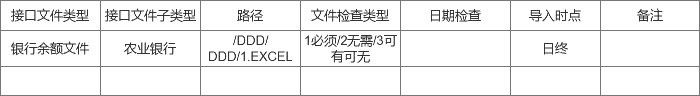 接口文件类型 接口文件子类型 路径 文件检查类型 日期检查 导入时点 备注
银行余额文件 农业银行 /DDD/ 1必须/2无需/3可 日终
DDD/1.EXCEL 有可无